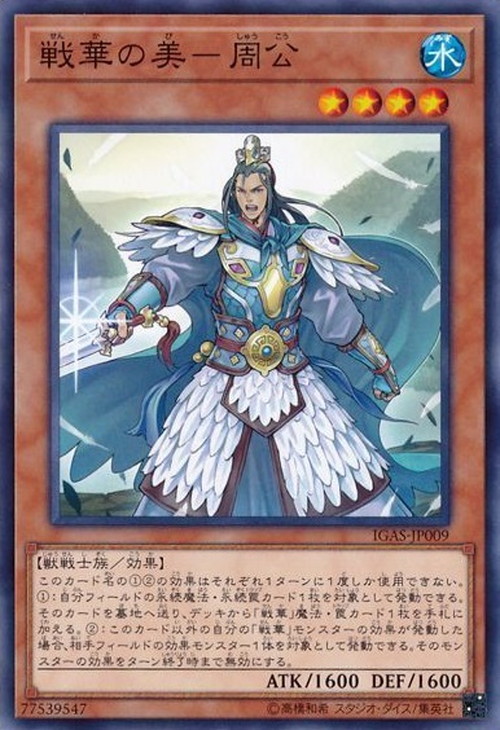 戦華の美－周公
水
IGAS-JP009
【獣戦士族／効果】
このカード名の①②の効果はそれぞれ1ターンに1度しか使用できない。
①：自分フィールドの永続魔法・永続罠カード1枚を対象として発動できる。
そのカードを墓地へ送り、デッキから「戦華」魔法・罠カード1枚を手札に
加える。②：このカード以外の自分の「戦華」モンスターの効果が発動した
場合、相手フィールドの効果モンスター1体を対象として発動できる。そのモン
スターの効果をターン終了時まで無効にする。
ATK/1600 DEF/1600
77539547
©高橋和希 スタジオ・ダイス/集英社